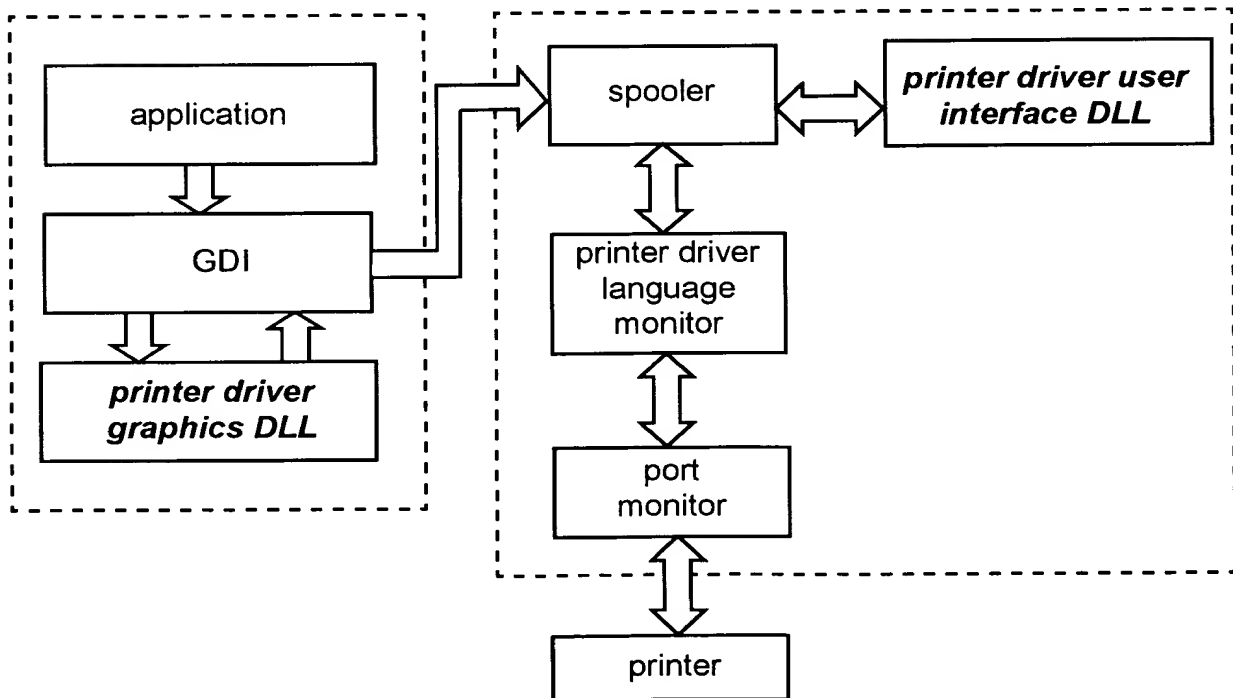 application
GDI
printer driver
graphics DLL
spooler
printer driver user
interface DLL
printer driver
language
monitor
port
monitor
printer